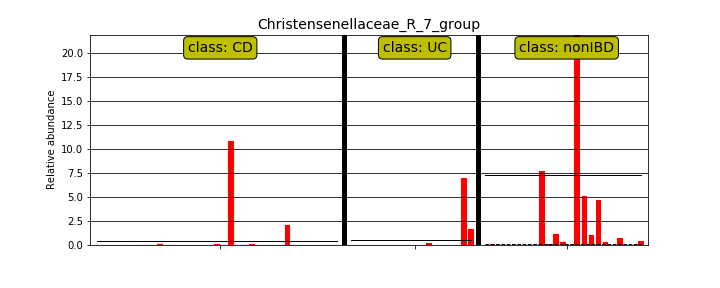 Christensenellaceae_R_7_group
class: CD
class: UC
class: nonIBD
Relative abundance
20.0
17.5
15.0
12.5
10.0
7.5
5.0
2.5
0.0